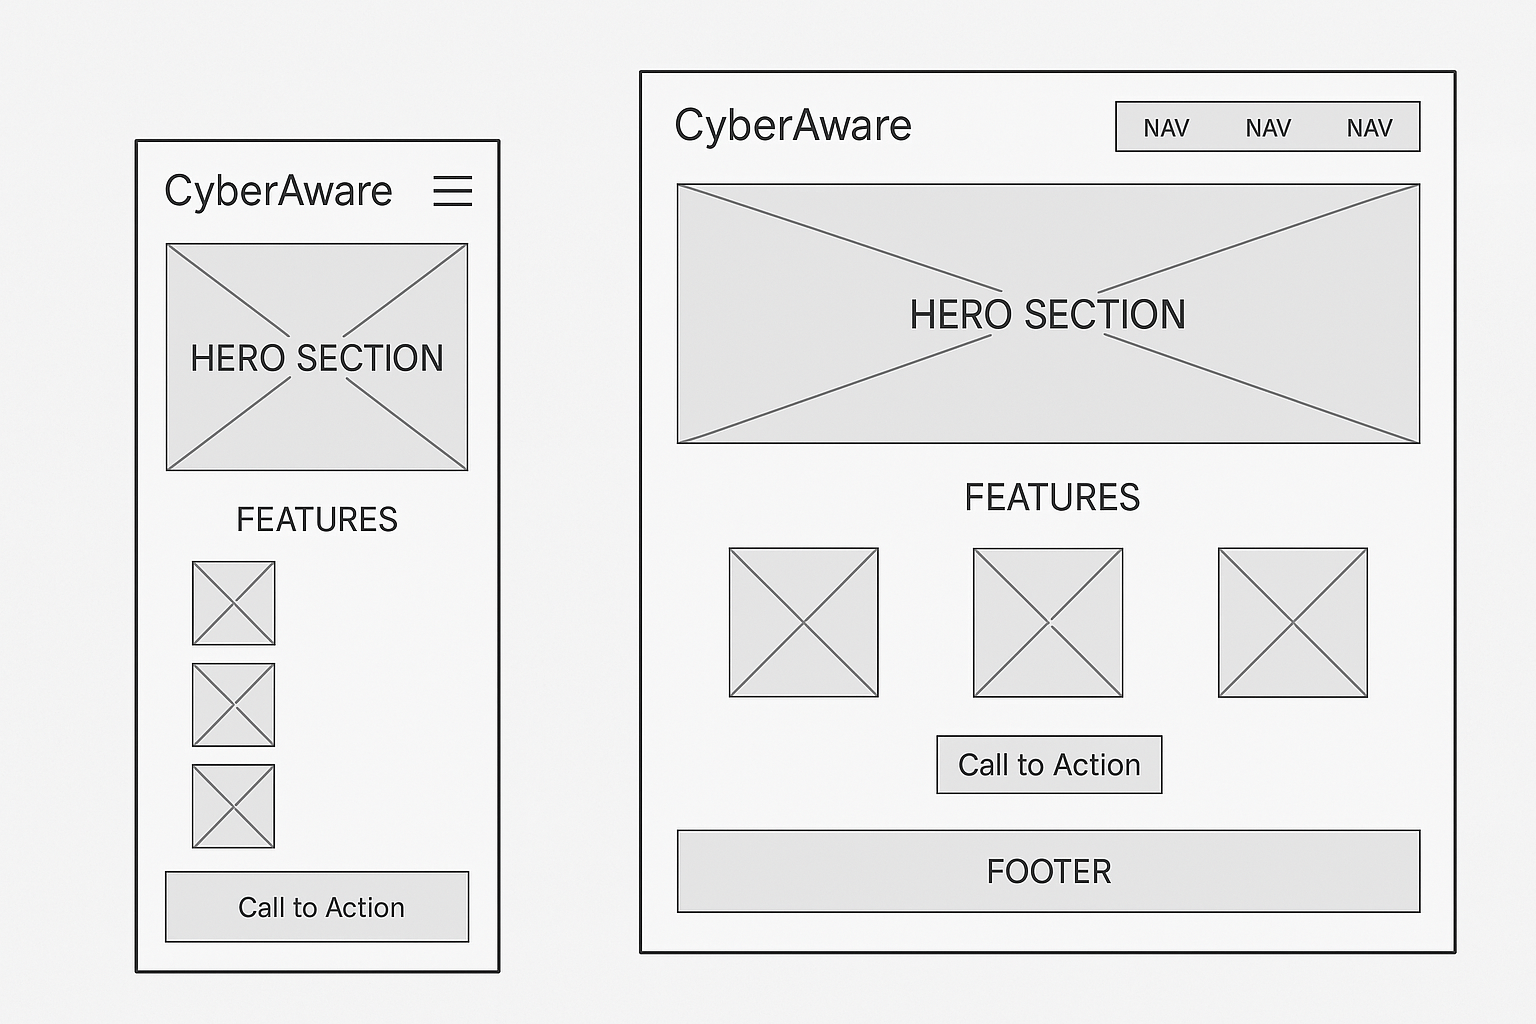 CyberAware
HERO SECTION
FEATURES
Call to Action
CyberAware
NAV NAV NAV
HERO SECTION
FEATURES
Call to Action
FOOTER